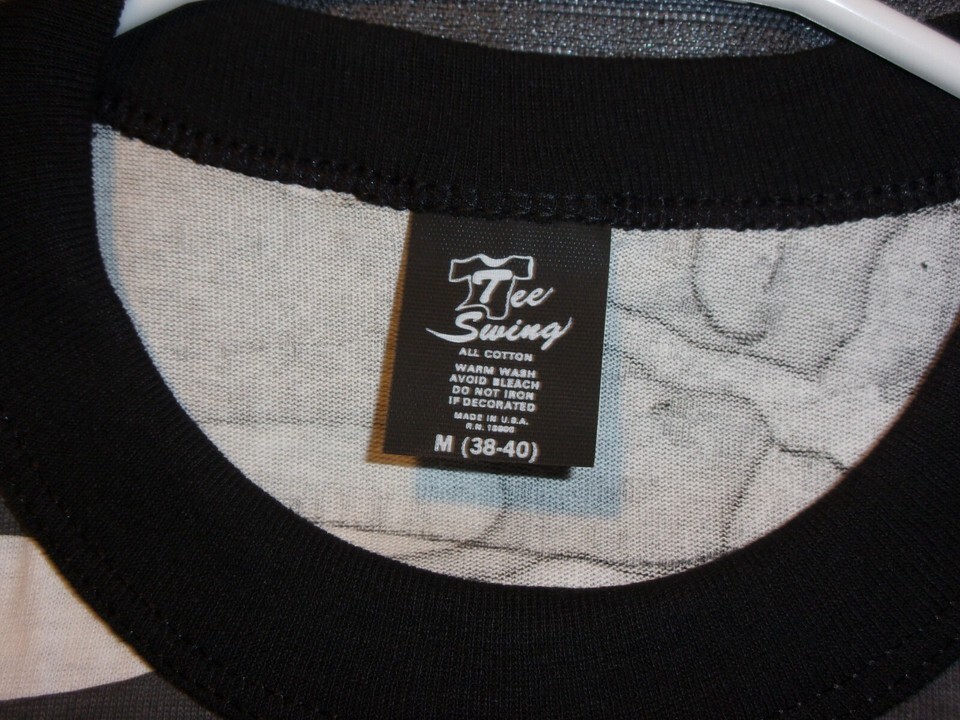 Tee
Swing
ALL COTTON
WARM WASH
AVOID BLEACH
DO NOT IRON
IF DECORATED
MADE IN U.S.A.
R.N.
M (38-40)